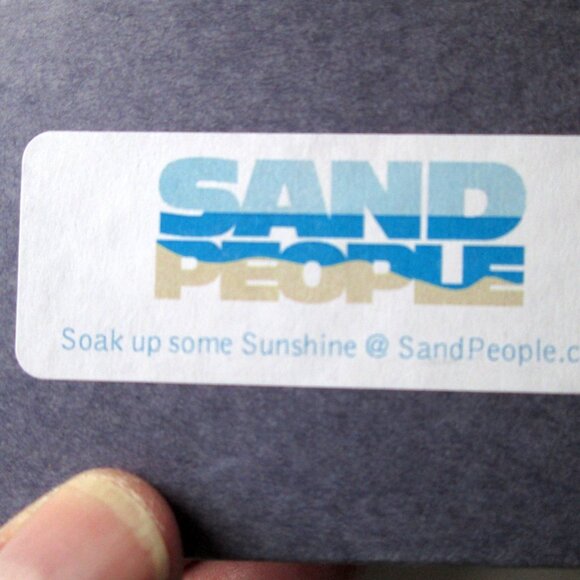 SAND
PEOPLE
Soak up some Sunshine @ SandPeople.c